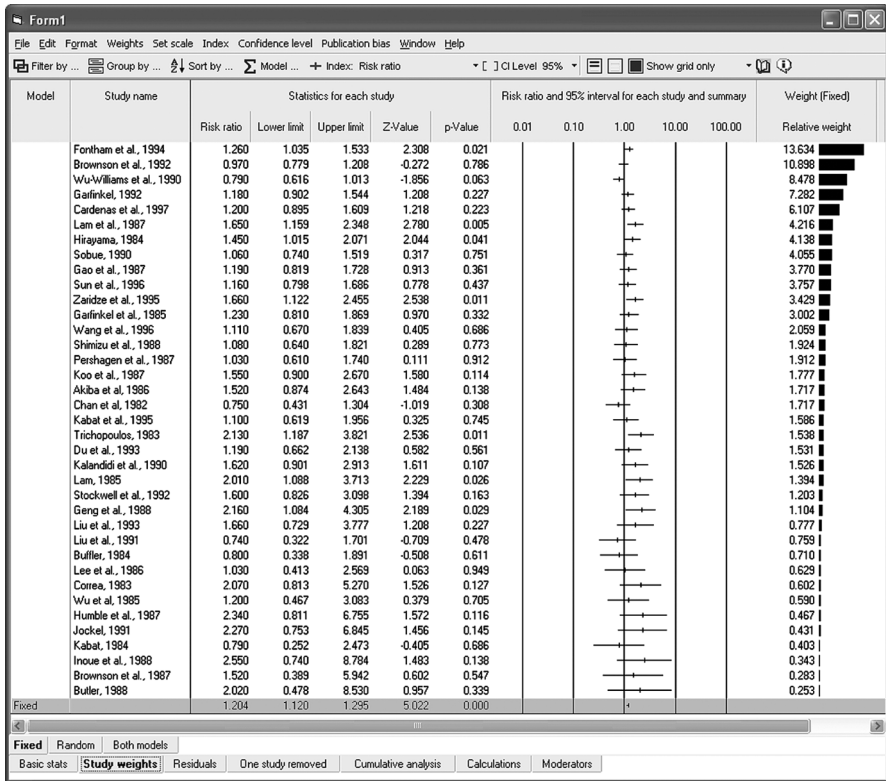 Form1
File Edit Format Weights Set scale Index Confidence level Publication bias Window Help
Filter by ... Group by ... Sort by ... Model ... Index: Risk ratio CI Level 95% Show grid only
Model Study name Statistics for each study Risk ratio and 95% interval for each study and summary Weight (Fixed)
Risk ratio Lower limit Upper limit Z-Value p-Value 0.01 0.10 1.00 10.00 100.00 Relative weight
Fontham et al., 1994 1.260 1.035 1.533 2.308 0.021 13.634
Brownson et al., 1992 0.970 0.779 1.208 -0.272 0.786 10.898
Wu-Williams et al., 1990 0.790 0.616 1.013 -1.856 0.063 8.478
Garfinkel, 1992 1.180 0.902 1.544 1.208 0.227 7.282
Cardenas et al., 1997 1.200 0.895 1.609 1.218 0.223 6.107
Lam et al., 1987 1.650 1.159 2.348 2.780 0.005 4.216
Hirayama, 1984 1.450 1.015 2.071 2.044 0.041 4.138
Sobue, 1990 1.060 0.740 1.519 0.317 0.751 4.055
Gao et al., 1987 1.190 0.819 1.728 0.913 0.361 3.770
Sun et al., 1996 1.160 0.798 1.686 0.778 0.437 3.757
Zaridze et al., 1995 1.660 1.122 2.455 2.538 0.011 3.429
Garfinkel et al., 1985 1.230 0.810 1.869 0.970 0.332 3.002
Wang et al., 1996 1.110 0.670 1.839 0.405 0.686 2.059
Shimizu et al., 1988 1.080 0.640 1.821 0.289 0.773 1.924
Pershagen et al., 1987 1.030 0.610 1.740 0.111 0.912 1.912
Koo et al., 1987 1.550 0.900 2.670 1.580 0.114 1.777
Akiba et al., 1986 1.520 0.874 2.643 1.484 0.138 1.717
Chan et al, 1982 0.750 0.431 1.304 -1.019 0.308 1.717
Kabat et al., 1995 1.100 0.619 1.956 0.325 0.745 1.586
Trichopoulos, 1983 2.130 1.187 3.821 2.536 0.011 1.538
Du et al., 1993 1.190 0.662 2.138 0.582 0.561 1.531
Kalandidi et al., 1990 1.620 0.901 2.913 1.611 0.107 1.526
Lam, 1985 2.010 1.088 3.713 2.229 0.026 1.394
Stockwell et al., 1992 1.600 0.826 3.098 1.394 0.163 1.203
Geng et al., 1988 2.160 1.084 4.305 2.189 0.029 1.104
Liu et al., 1993 1.660 0.729 3.777 1.208 0.227 0.777
Liu et al., 1991 0.740 0.322 1.701 -0.709 0.478 0.759
Buffler, 1984 0.800 0.338 1.891 -0.508 0.611 0.710
Lee et al., 1986 1.030 0.413 2.569 0.063 0.949 0.629
Correa, 1983 2.070 0.813 5.270 1.526 0.127 0.602
Wu et al, 1985 1.200 0.467 3.083 0.379 0.705 0.590
Humble et al., 1987 2.340 0.811 6.755 1.572 0.116 0.467
Jockel, 1991 2.270 0.753 6.845 1.456 0.145 0.431
Kabat, 1984 0.790 0.252 2.473 -0.405 0.686 0.403
Inoue et al., 1988 2.550 0.740 8.784 1.483 0.138 0.343
Brownson et al., 1987 1.520 0.389 5.942 0.602 0.547 0.283
Butler, 1988 2.020 0.478 8.530 0.957 0.339 0.253
Fixed 1.204 1.120 1.295 5.022 0.000
Fixed Random Both models
Basic stats Study weights Residuals One study removed Cumulative analysis Calculations Moderators